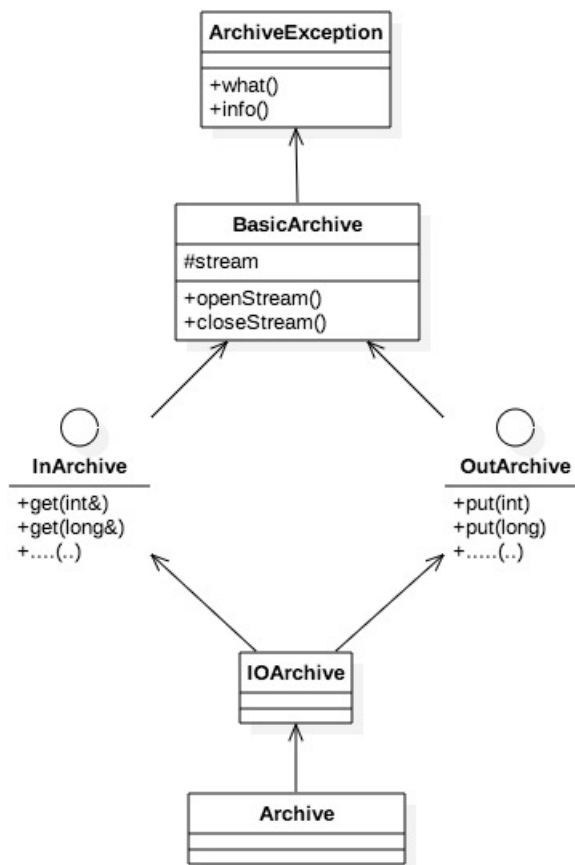 ArchiveException
+what()
+info()
BasicArchive
#stream
+openStream()
+closeStream()
InArchive
+get(int&)
+get(long&)
+....(..)
OutArchive
+put(int)
+put(long)
+.....(..)
IOArchive
Archive